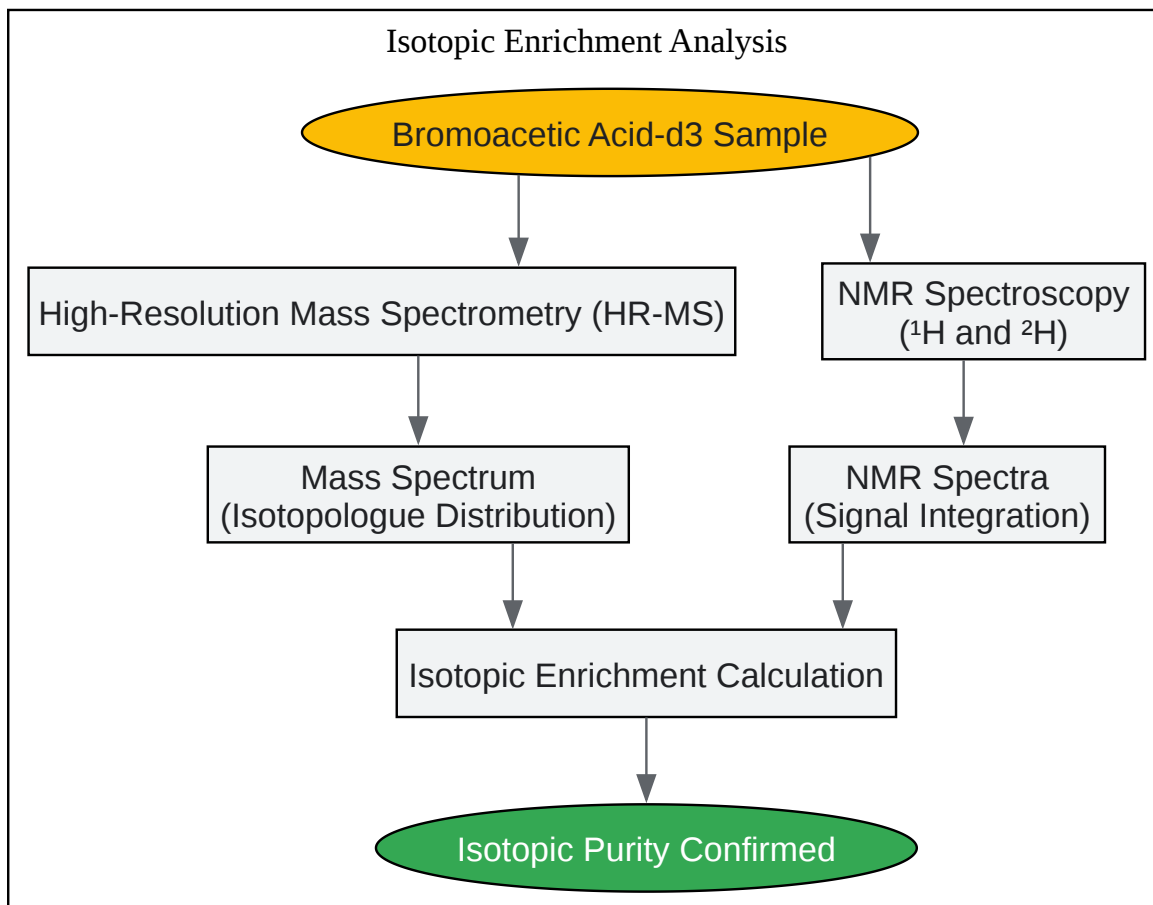 Isotopic Enrichment Analysis
Bromoacetic Acid-d3 Sample
High-Resolution Mass Spectrometry (HR-MS)
NMR Spectroscopy
(¹H and ²H)
Mass Spectrum
(Isotopologue Distribution)
NMR Spectra
(Signal Integration)
Isotopic Enrichment Calculation
Isotopic Purity Confirmed